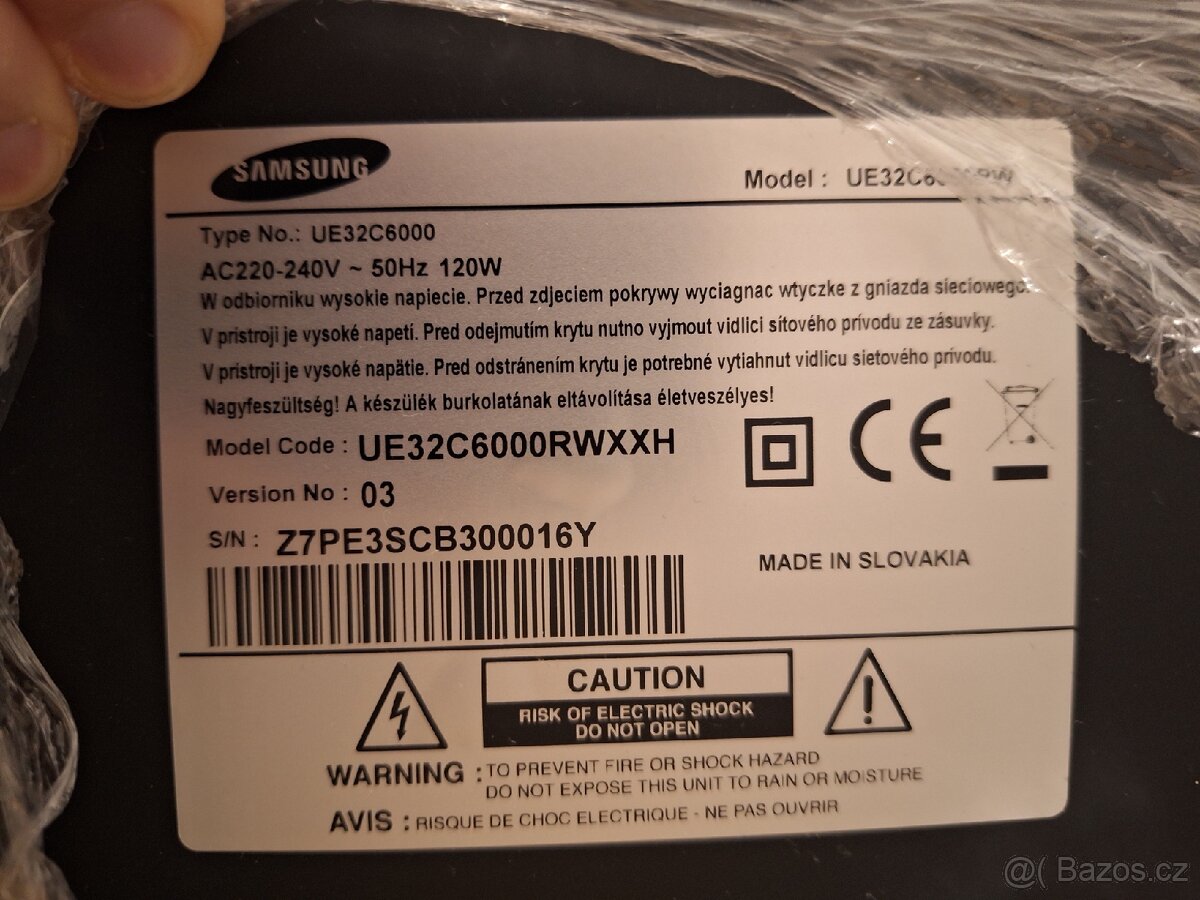 SAMSUNG
Model :
Type No.: UE32C6000
AC220-240V ~ 50Hz 120W
W odbiorniku wysokie napiecie. Przed zdjeciem pokrywy wyciagnac wtyczke z gniazda sieciowego.
V prístroji je vysoké napetí. Pred odejmutím krytu nutno vyjmout vidlici sítového prívodu ze zásuvky.
V prístroji je vysoké napätie. Pred odstránením krytu je potrebné vytiahnut vidlicu sietového prívodu.
Nagyfeszültség! A készülék burkolatának eltávolítása életveszélyes!
Model Code : UE32C6000RWXXH
Version No : 03
S/N : Z7PE3SCB300016Y
MADE IN SLOVAKIA
CAUTION
RISK OF ELECTRIC SHOCK
DO NOT OPEN
WARNING : TO PREVENT FIRE OR SHOCK HAZARD
DO NOT EXPOSE THIS UNIT TO RAIN OR MOISTURE
AVIS : RISQUE DE CHOC ELECTRIQUE - NE PAS OUVRIR
@( Bazos.cz